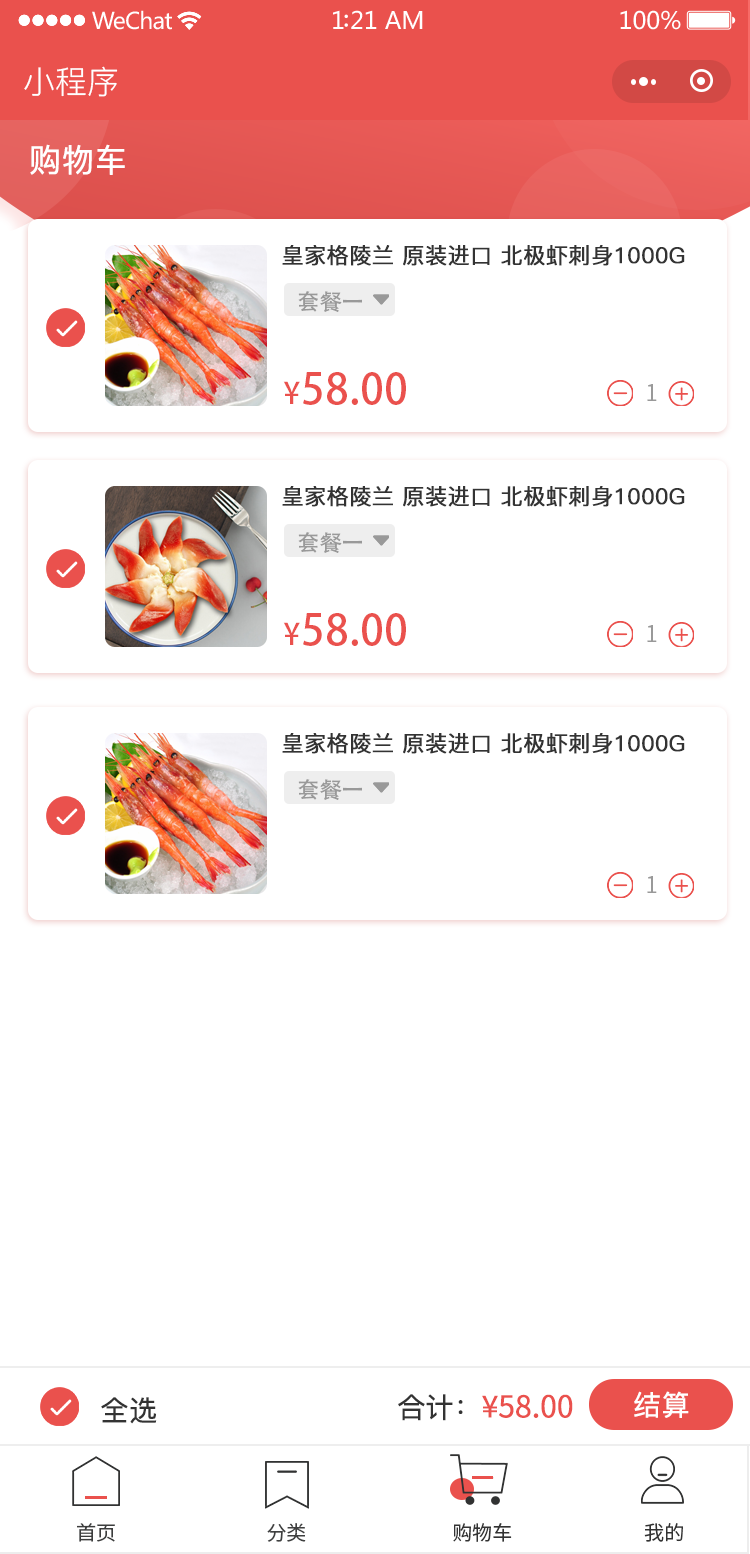 WeChat 1:21 AM 100%
小程序
购物车
皇家格陵兰 原装进口 北极虾刺身1000G
套餐一
¥58.00 1
皇家格陵兰 原装进口 北极虾刺身1000G
套餐一
¥58.00 1
皇家格陵兰 原装进口 北极虾刺身1000G
套餐一
1
全选 合计：¥58.00 结算
首页 分类 购物车 我的